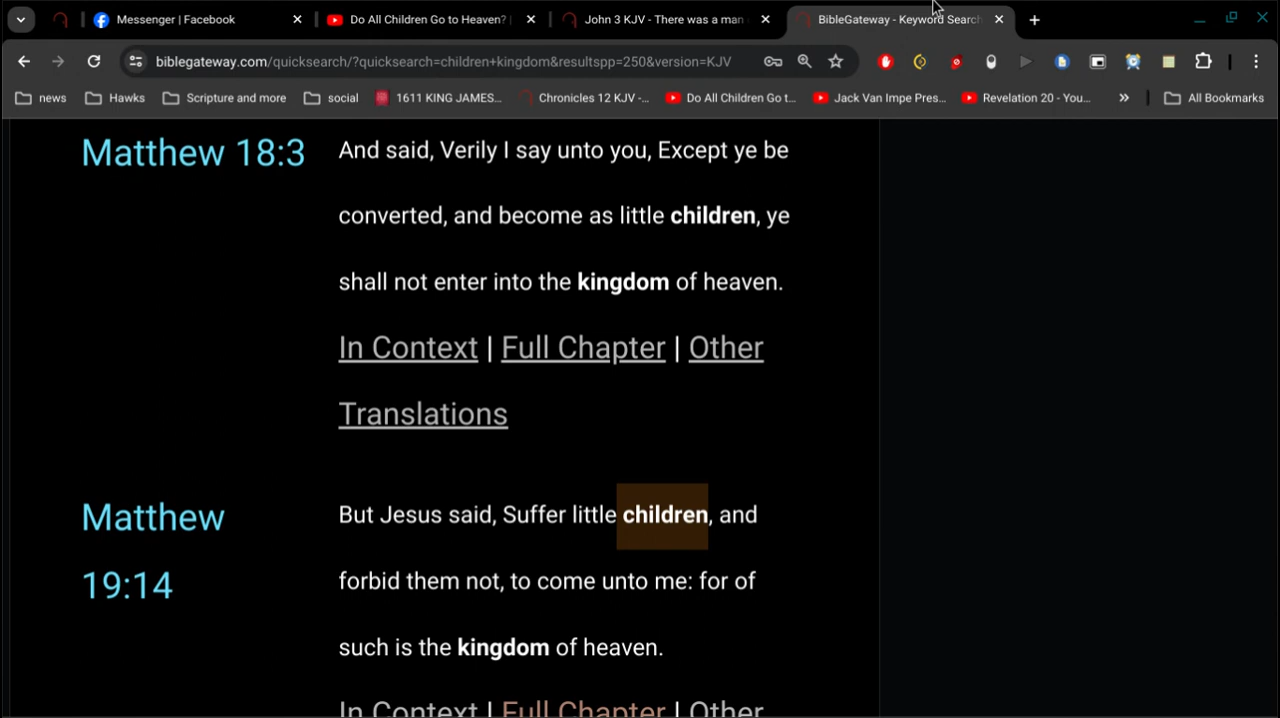 Messenger | Facebook
Do All Children Go to Heaven? |
John 3 KJV - There was a man
BibleGateway - Keyword Search
biblegateway.com/quicksearch/?quicksearch=children+kingdom&resultspp=250&version=KJV
news
Hawks
Scripture and more
social
1611 KING JAMES...
Chronicles 12 KJV -...
Do All Children Go t...
Jack Van Impe Pres...
Revelation 20 - You...
»
All Bookmarks
Matthew 18:3
And said, Verily I say unto you, Except ye be
converted, and become as little children, ye
shall not enter into the kingdom of heaven.
In Context | Full Chapter | Other
Translations
Matthew
19:14
But Jesus said, Suffer little children, and
forbid them not, to come unto me: for of
such is the kingdom of heaven.
In Context | Full Chapter | Other